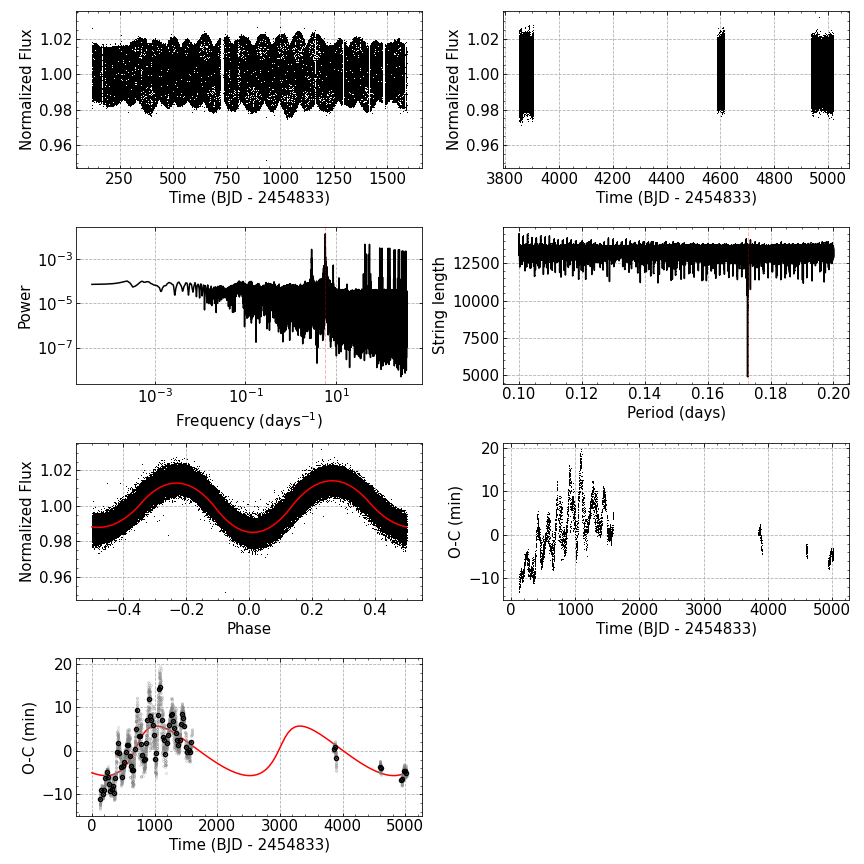 1.02
1.00
0.98
0.96
Normalized Flux
250 500 750 1000 1250 1500
Time (BJD - 2454833)
1.02
1.00
0.98
0.96
Normalized Flux
3800 4000 4200 4400 4600 4800 5000
Time (BJD - 2454833)
10⁻³
10⁻⁵
10⁻⁷
Power
10⁻³ 10⁻¹ 10¹
Frequency (days⁻¹)
12500
10000
7500
5000
String length
0.10 0.12 0.14 0.16 0.18 0.20
Period (days)
1.02
1.00
0.98
0.96
Normalized Flux
−0.4 −0.2 0.0 0.2 0.4
Phase
20
10
0
−10
O-C (min)
0 1000 2000 3000 4000 5000
Time (BJD - 2454833)
20
10
0
−10
O-C (min)
0 1000 2000 3000 4000 5000
Time (BJD - 2454833)